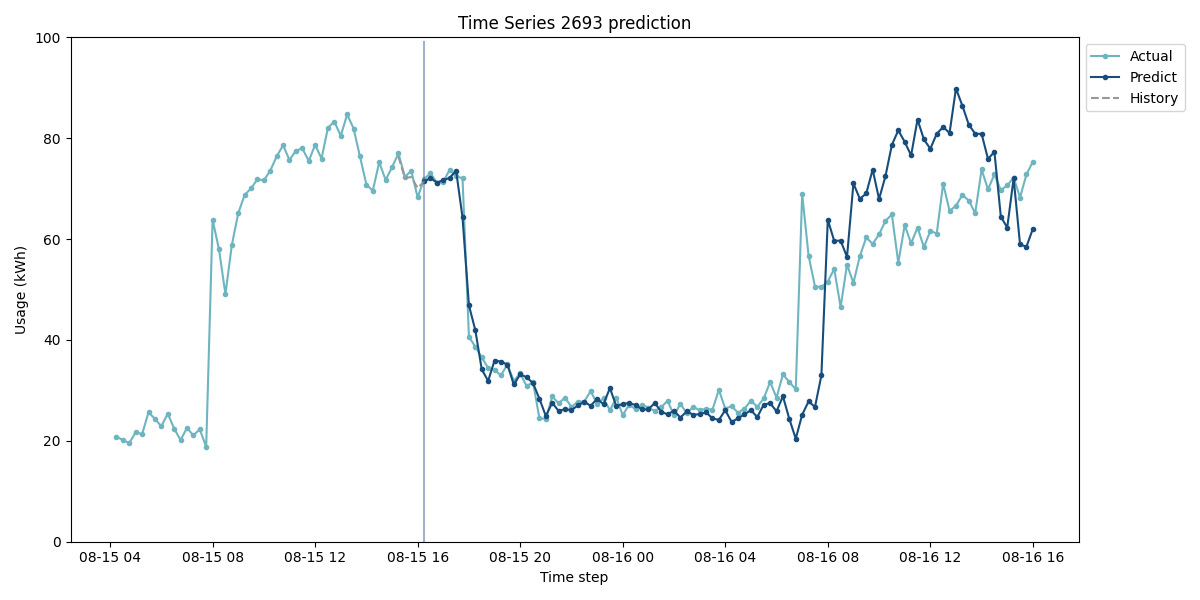 Time Series 2693 prediction
Usage (kWh)
100
80
60
40
20
0
08-15 04
08-15 08
08-15 12
08-15 16
08-15 20
08-16 00
08-16 04
08-16 08
08-16 12
08-16 16
Time step
Actual
Predict
History